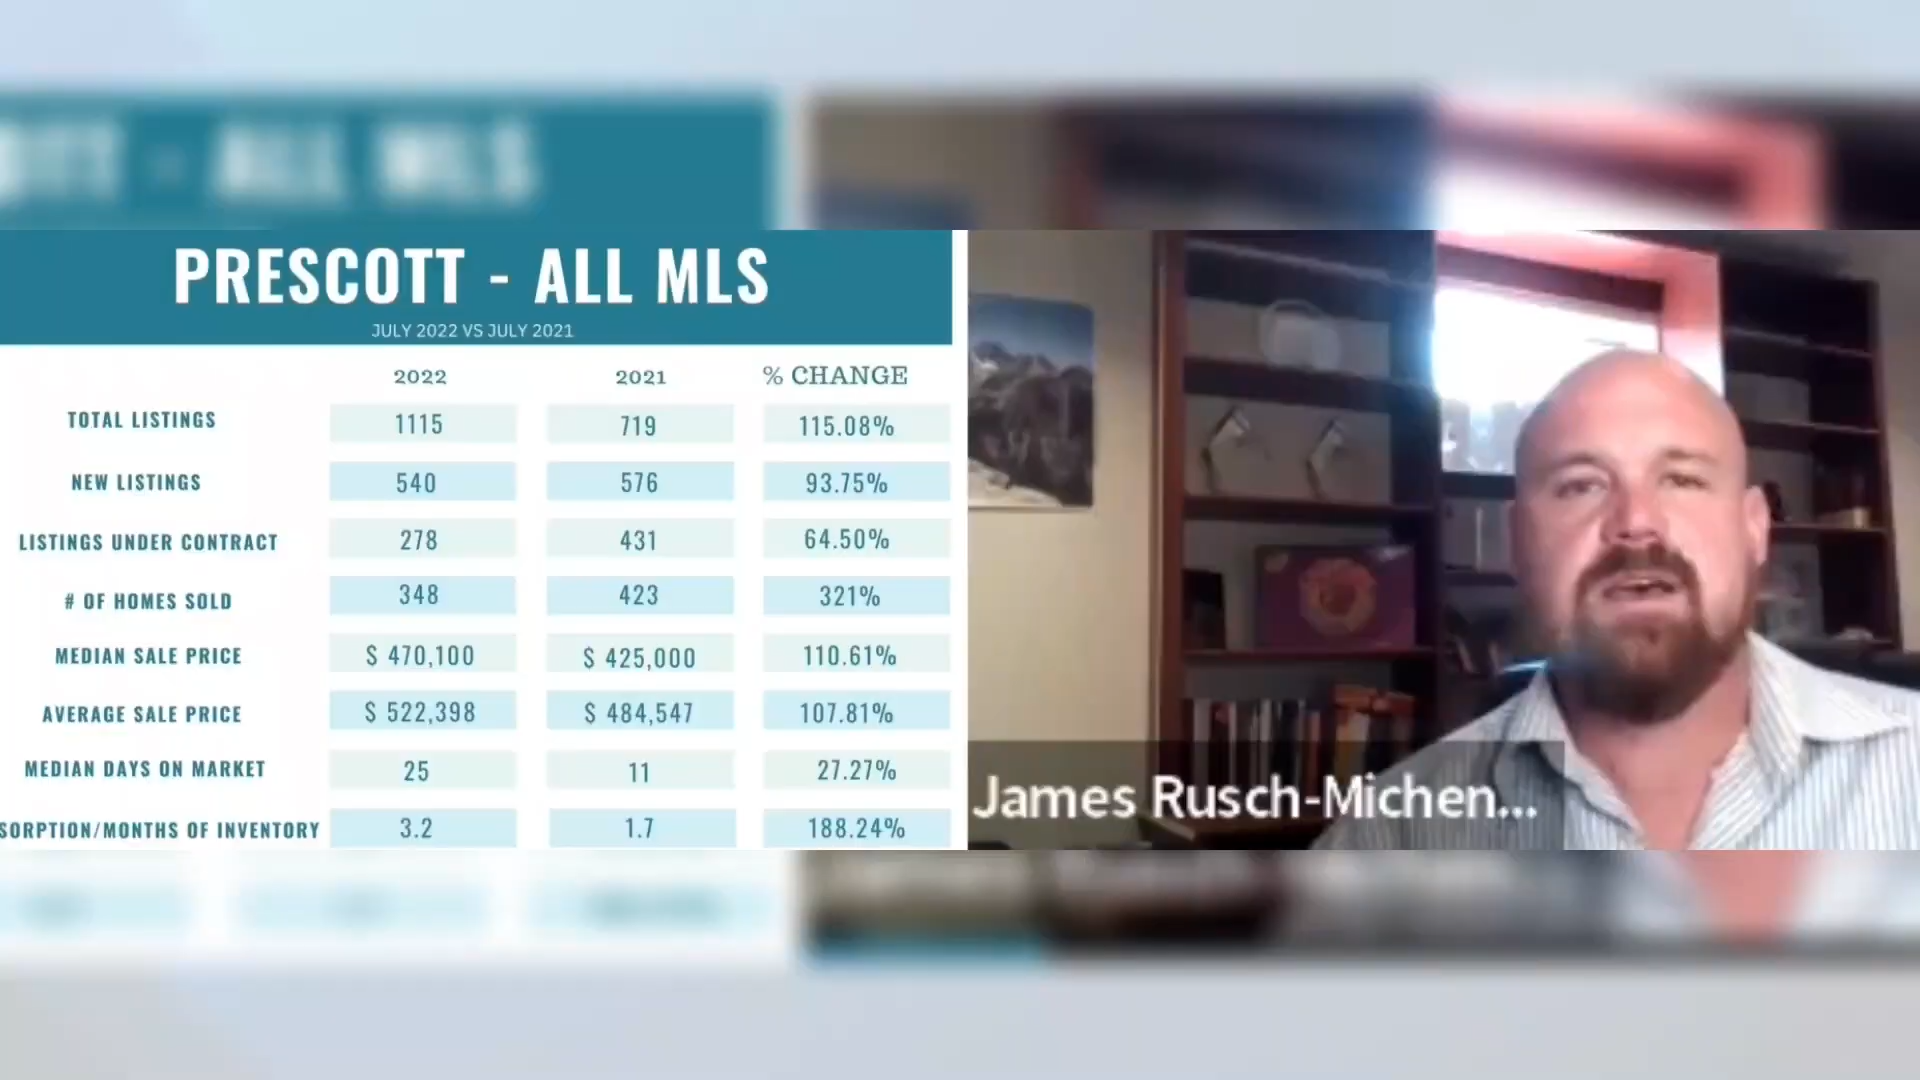 OTT - ALL MLS
PRESCOTT - ALL MLS
JULY 2022 VS JULY 2021
2022 2021 % CHANGE
TOTAL LISTINGS 1115 719 115.08%
NEW LISTINGS 540 576 93.75%
LISTINGS UNDER CONTRACT 278 431 64.50%
# OF HOMES SOLD 348 423 321%
MEDIAN SALE PRICE $ 470,100 $ 425,000 110.61%
AVERAGE SALE PRICE $ 522,398 $ 484,547 107.81%
MEDIAN DAYS ON MARKET 25 11 27.27%
SORPTION/MONTHS OF INVENTORY 3.2 1.7 188.24%
James Rusch-Michen...